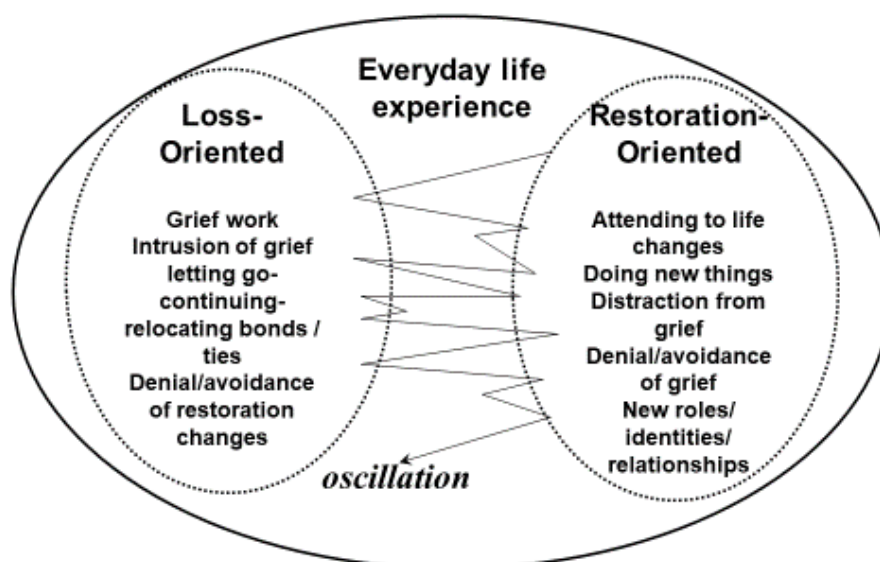 Everyday life
experience
Loss-
Oriented
Grief work
Intrusion of grief
letting go-
continuing-
relocating bonds /
ties
Denial/avoidance
of restoration
changes
Restoration-
Oriented
Attending to life
changes
Doing new things
Distraction from
grief
Denial/avoidance
of grief
New roles/
identities/
relationships
oscillation